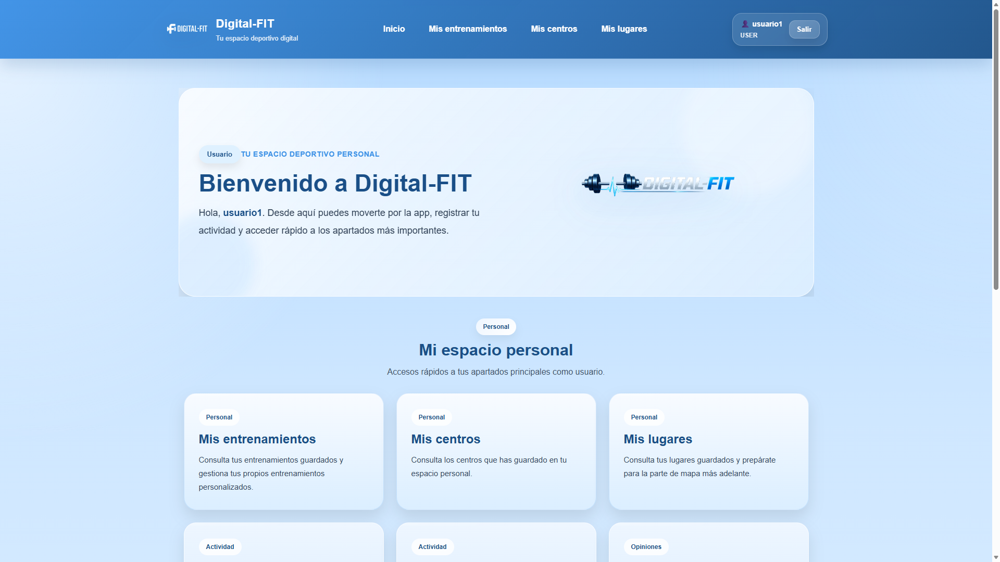 DIGITAL-FIT
Digital-FIT
Tu espacio deportivo digital
Inicio
Mis entrenamientos
Mis centros
Mis lugares
usuario1
USER
Salir
Usuario
TU ESPACIO DEPORTIVO PERSONAL
Bienvenido a Digital-FIT
Hola, usuario1. Desde aquí puedes moverte por la app, registrar tu
actividad y acceder rápido a los apartados más importantes.
DIGITAL-FIT
Personal
Mi espacio personal
Accesos rápidos a tus apartados principales como usuario.
Personal
Mis entrenamientos
Consulta tus entrenamientos guardados y
gestiona tus propios entrenamientos
personalizados.
Personal
Mis centros
Consulta los centros que has guardado en tu
espacio personal.
Personal
Mis lugares
Consulta tus lugares guardados y prepárate
para la parte de mapa más adelante.
Actividad
Actividad
Opiniones